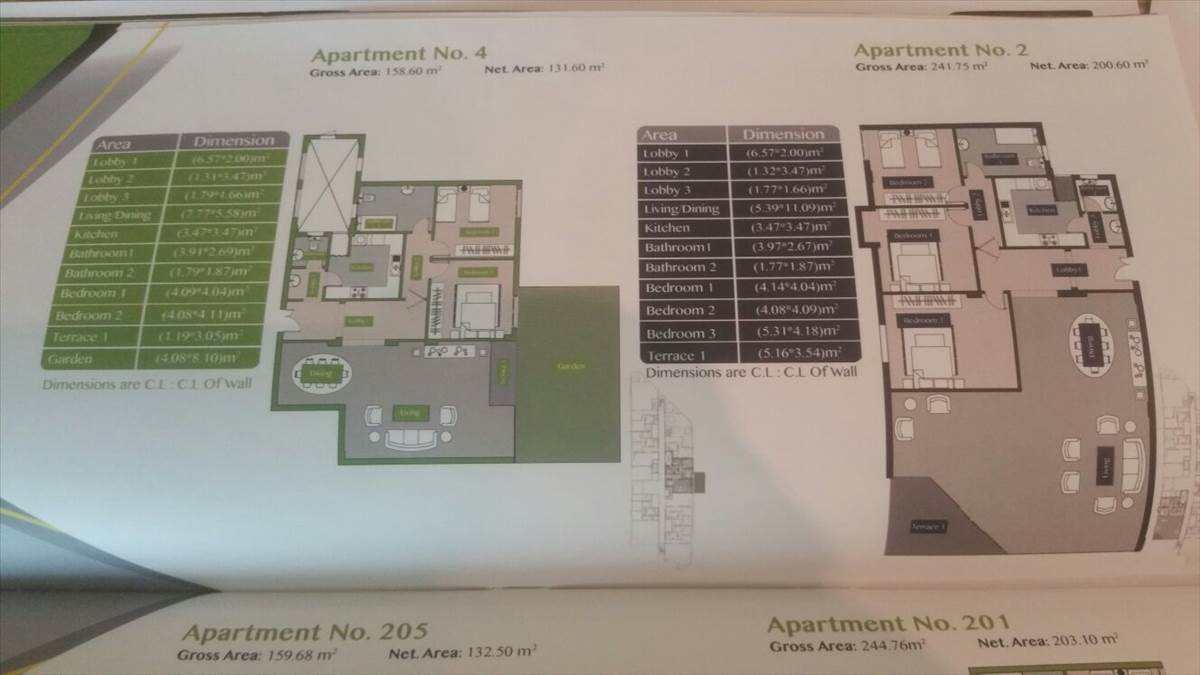 Apartment No. 4
Gross Area: 158.60 m² Net. Area: 131.60 m²
Area Dimension
Lobby 1 (6.57*2.00)m²
Lobby 2 (1.31*3.47)m²
Lobby 3 (1.79*1.66)m²
Living/Dining (7.77*5.58)m²
Kitchen (3.47*3.47)m²
Bathroom1 (3.91*2.69)m²
Bathroom 2 (1.79*1.87)m²
Bedroom 1 (4.09*4.04)m²
Bedroom 2 (4.08*4.11)m²
Terrace 1 (1.19*3.05)m²
Garden (4.08*8.10)m²
Dimensions are C.L : C.L Of Wall
Kitchen
Dining
Living
Garden
Apartment No. 2
Gross Area: 241.75 m² Net. Area: 200.60 m²
Area Dimension
Lobby 1 (6.57*2.00)m²
Lobby 2 (1.32*3.47)m²
Lobby 3 (1.77*1.66)m²
Living/Dining (5.39*11.09)m²
Kitchen (3.47*3.47)m²
Bathroom1 (3.97*2.67)m²
Bathroom 2 (1.77*1.87)m²
Bedroom 1 (4.14*4.04)m²
Bedroom 2 (4.08*4.09)m²
Bedroom 3 (5.31*4.18)m²
Terrace 1 (5.16*3.54)m²
Dimensions are C.L : C.L Of Wall
Bedroom 2
Kitchen
Bedroom 1
Lobby 1
Bedroom 3
Dining
Living
Terrace 1
Apartment No. 205
Gross Area: 159.68 m² Net. Area: 132.50 m²
Apartment No. 201
Gross Area: 244.76m² Net. Area: 203.10 m²